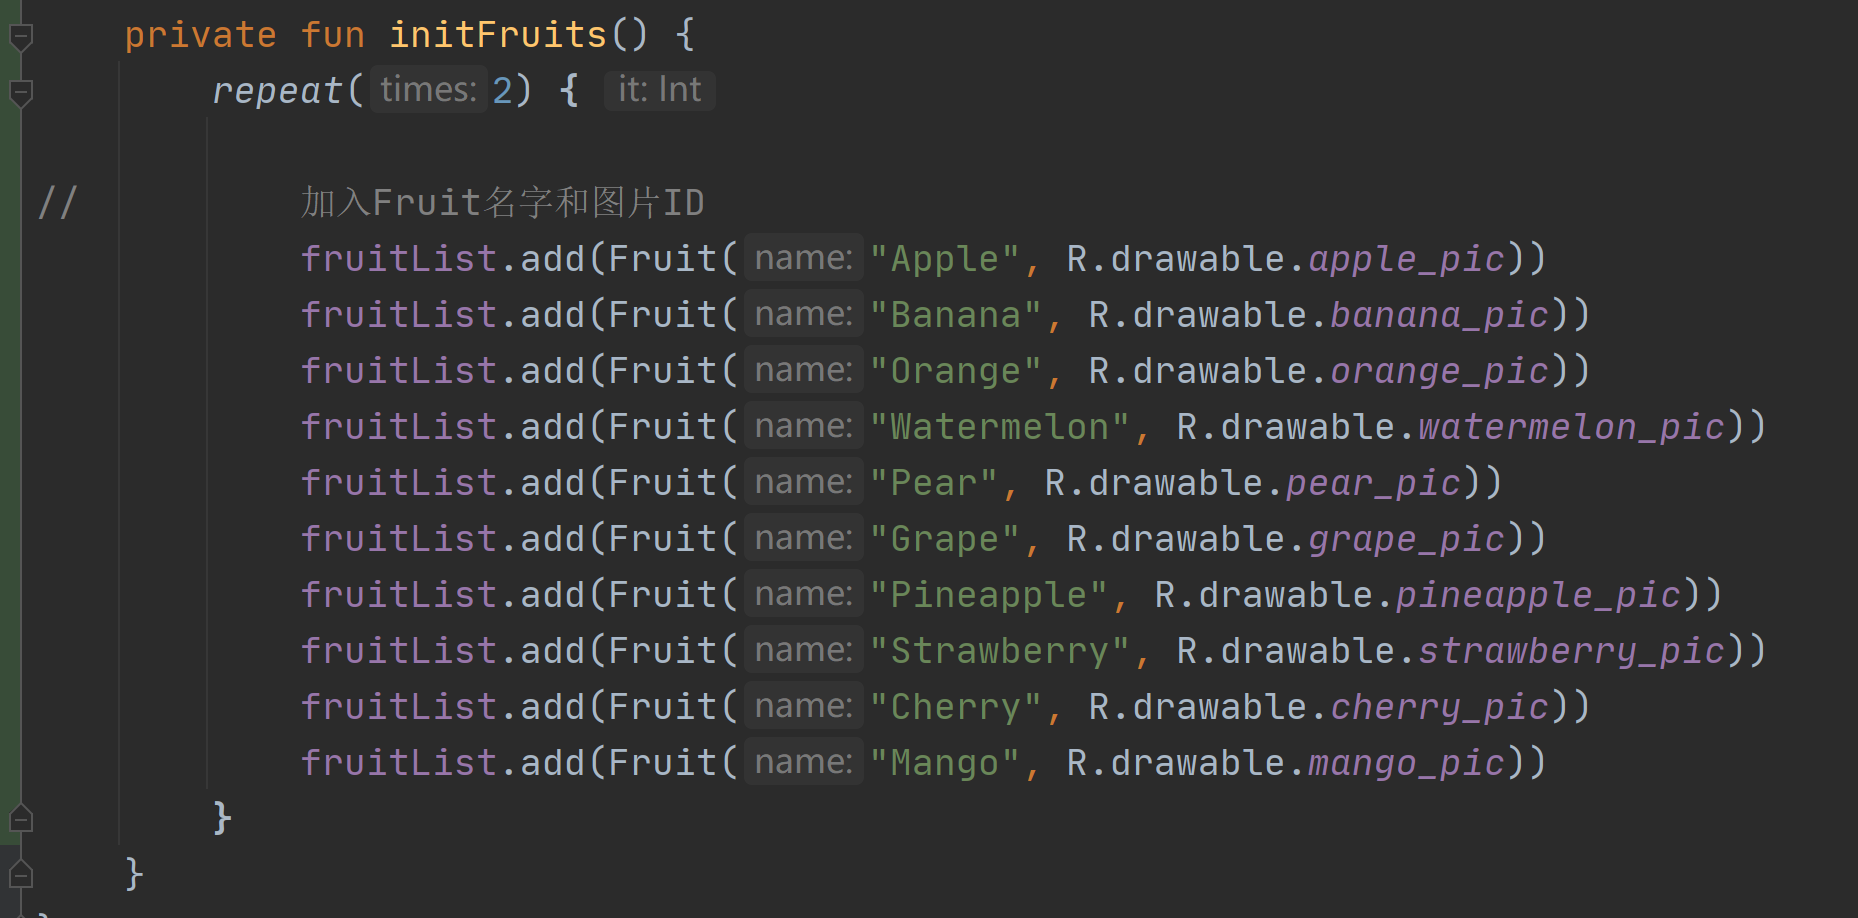 private fun initFruits() {
repeat( times: 2) { it: Int
// 加入Fruit名字和图片ID
fruitList.add(Fruit( name: "Apple", R.drawable.apple_pic))
fruitList.add(Fruit( name: "Banana", R.drawable.banana_pic))
fruitList.add(Fruit( name: "Orange", R.drawable.orange_pic))
fruitList.add(Fruit( name: "Watermelon", R.drawable.watermelon_pic))
fruitList.add(Fruit( name: "Pear", R.drawable.pear_pic))
fruitList.add(Fruit( name: "Grape", R.drawable.grape_pic))
fruitList.add(Fruit( name: "Pineapple", R.drawable.pineapple_pic))
fruitList.add(Fruit( name: "Strawberry", R.drawable.strawberry_pic))
fruitList.add(Fruit( name: "Cherry", R.drawable.cherry_pic))
fruitList.add(Fruit( name: "Mango", R.drawable.mango_pic))
}
}